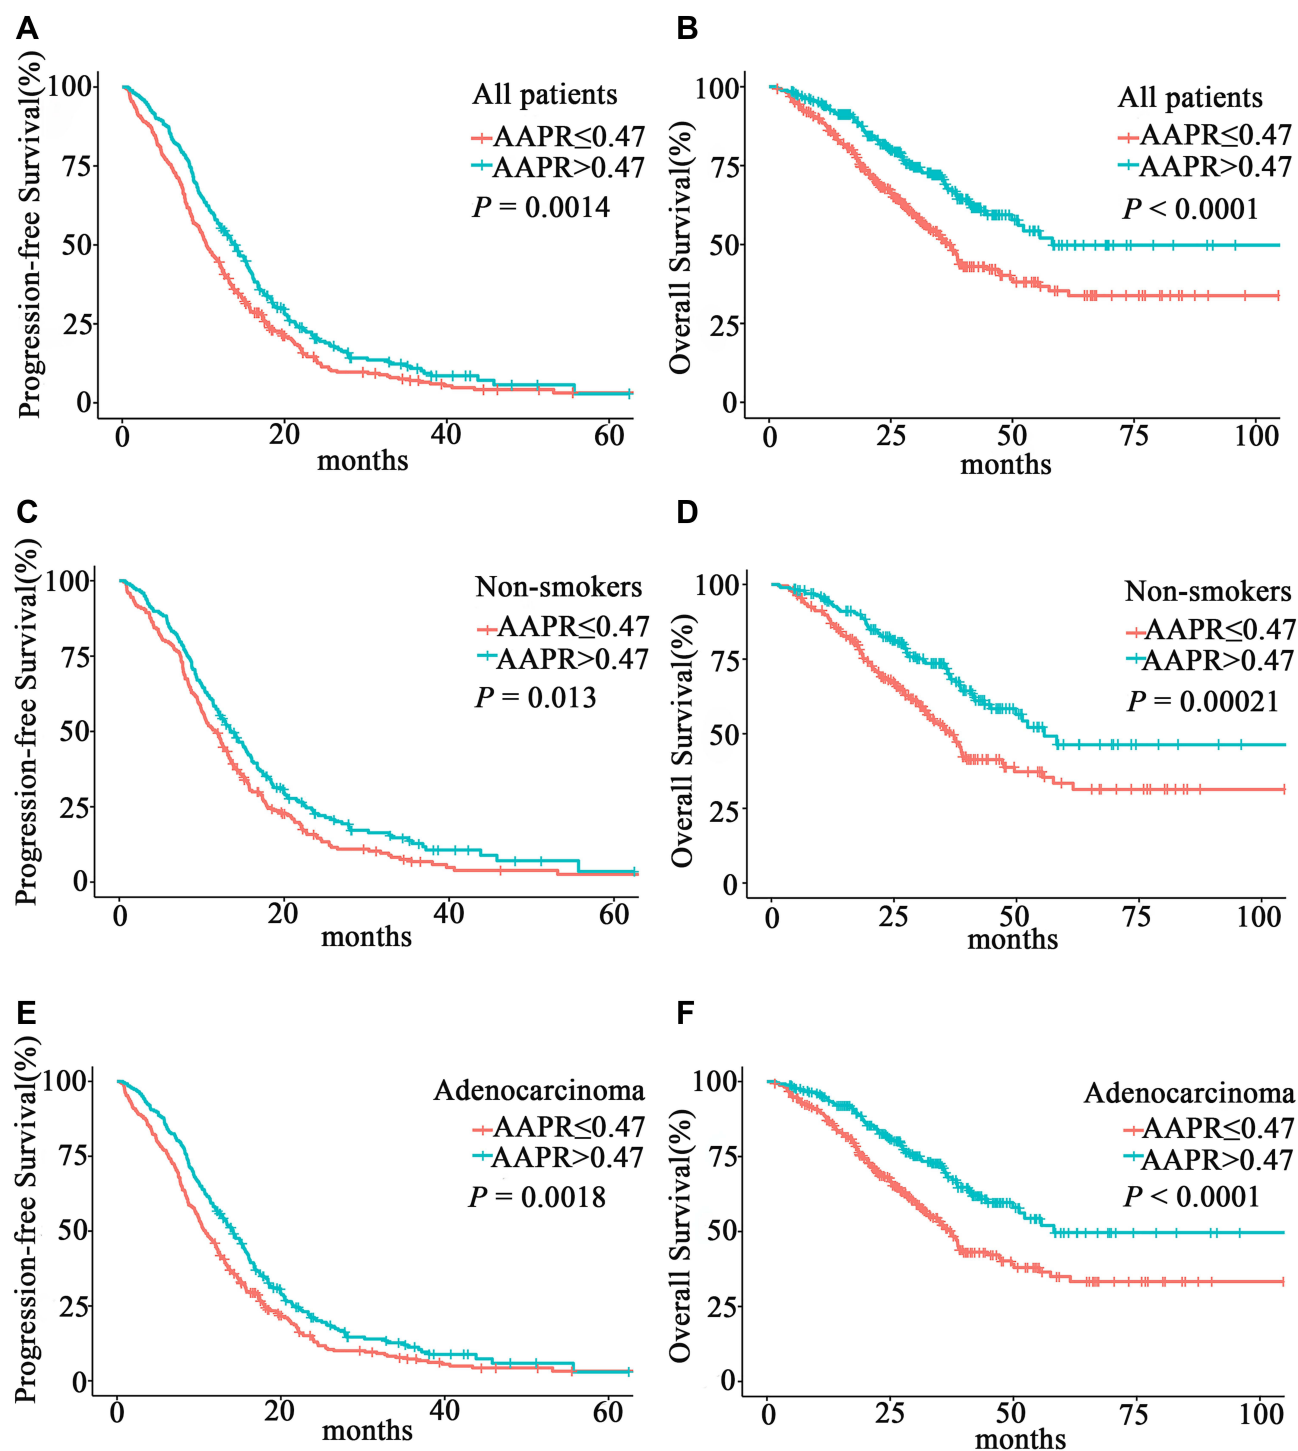 A
Progression-free Survival(%)
100
75
50
25
0
All patients
AAPR≤0.47
AAPR>0.47
P = 0.0014
0 20 40 60
months
B
Overall Survival(%)
100
75
50
25
0
All patients
AAPR≤0.47
AAPR>0.47
P < 0.0001
0 25 50 75 100
months
C
Progression-free Survival(%)
100
75
50
25
0
Non-smokers
AAPR≤0.47
AAPR>0.47
P = 0.013
0 20 40 60
months
D
Overall Survival(%)
100
75
50
25
0
Non-smokers
AAPR≤0.47
AAPR>0.47
P = 0.00021
0 25 50 75 100
months
E
Progression-free Survival(%)
100
75
50
25
0
Adenocarcinoma
AAPR≤0.47
AAPR>0.47
P = 0.0018
0 20 40 60
months
F
Overall Survival(%)
100
75
50
25
0
Adenocarcinoma
AAPR≤0.47
AAPR>0.47
P < 0.0001
0 25 50 75 100
months